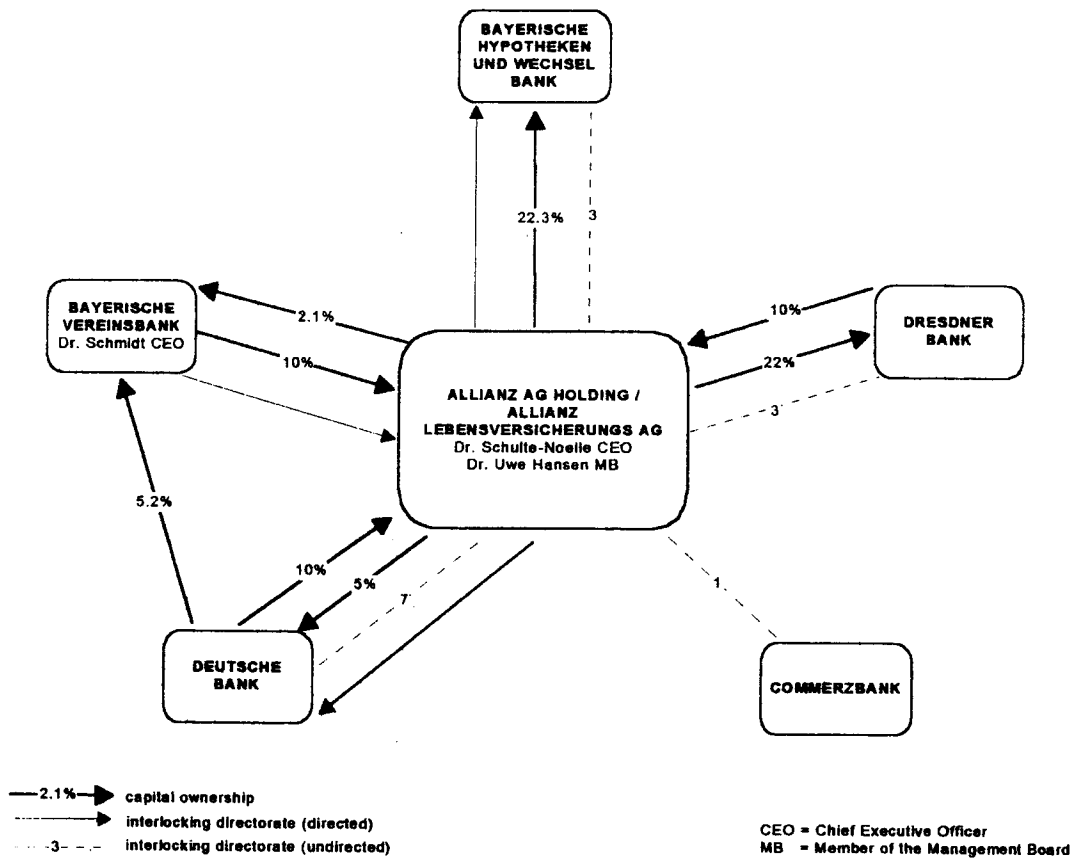 BAYERISCHE
HYPOTHEKEN
UND WECHSEL
BANK
22.3%
3
BAYERISCHE
VEREINSBANK
Dr. Schmidt CEO
2.1%
10%
10%
22%
3
DRESDNER
BANK
ALLIANZ AG HOLDING /
ALLIANZ
LEBENSVERSICHERUNGS AG
Dr. Schulte-Noelle CEO
Dr. Uwe Hansen MB
5.2%
10%
5%
7
1
DEUTSCHE
BANK
COMMERZBANK
2.1% capital ownership
interlocking directorate (directed)
3 interlocking directorate (undirected)
CEO = Chief Executive Officer
MB = Member of the Management Board